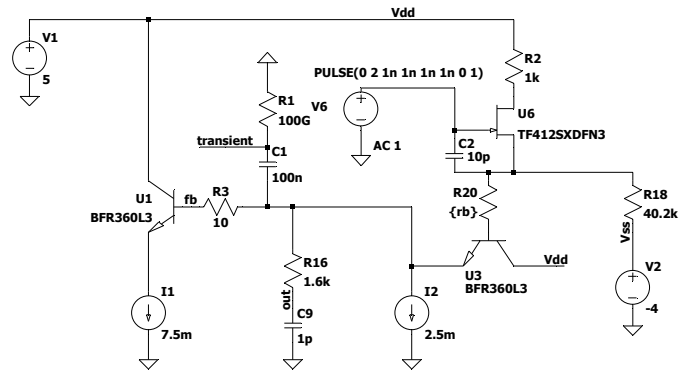 Vdd
V1
5
R2
1k
PULSE(0 2 1n 1n 1n 1n 0 1)
R1
100G
V6
U6
TF412SXDFN3
transient
C1
100n
AC 1
C2
10p
U1
BFR360L3
fb
R3
10
R20
{rb}
R18
40.2k
Vss
R16
1.6k
out
U3
BFR360L3
Vdd
V2
-4
I1
7.5m
C9
1p
I2
2.5m